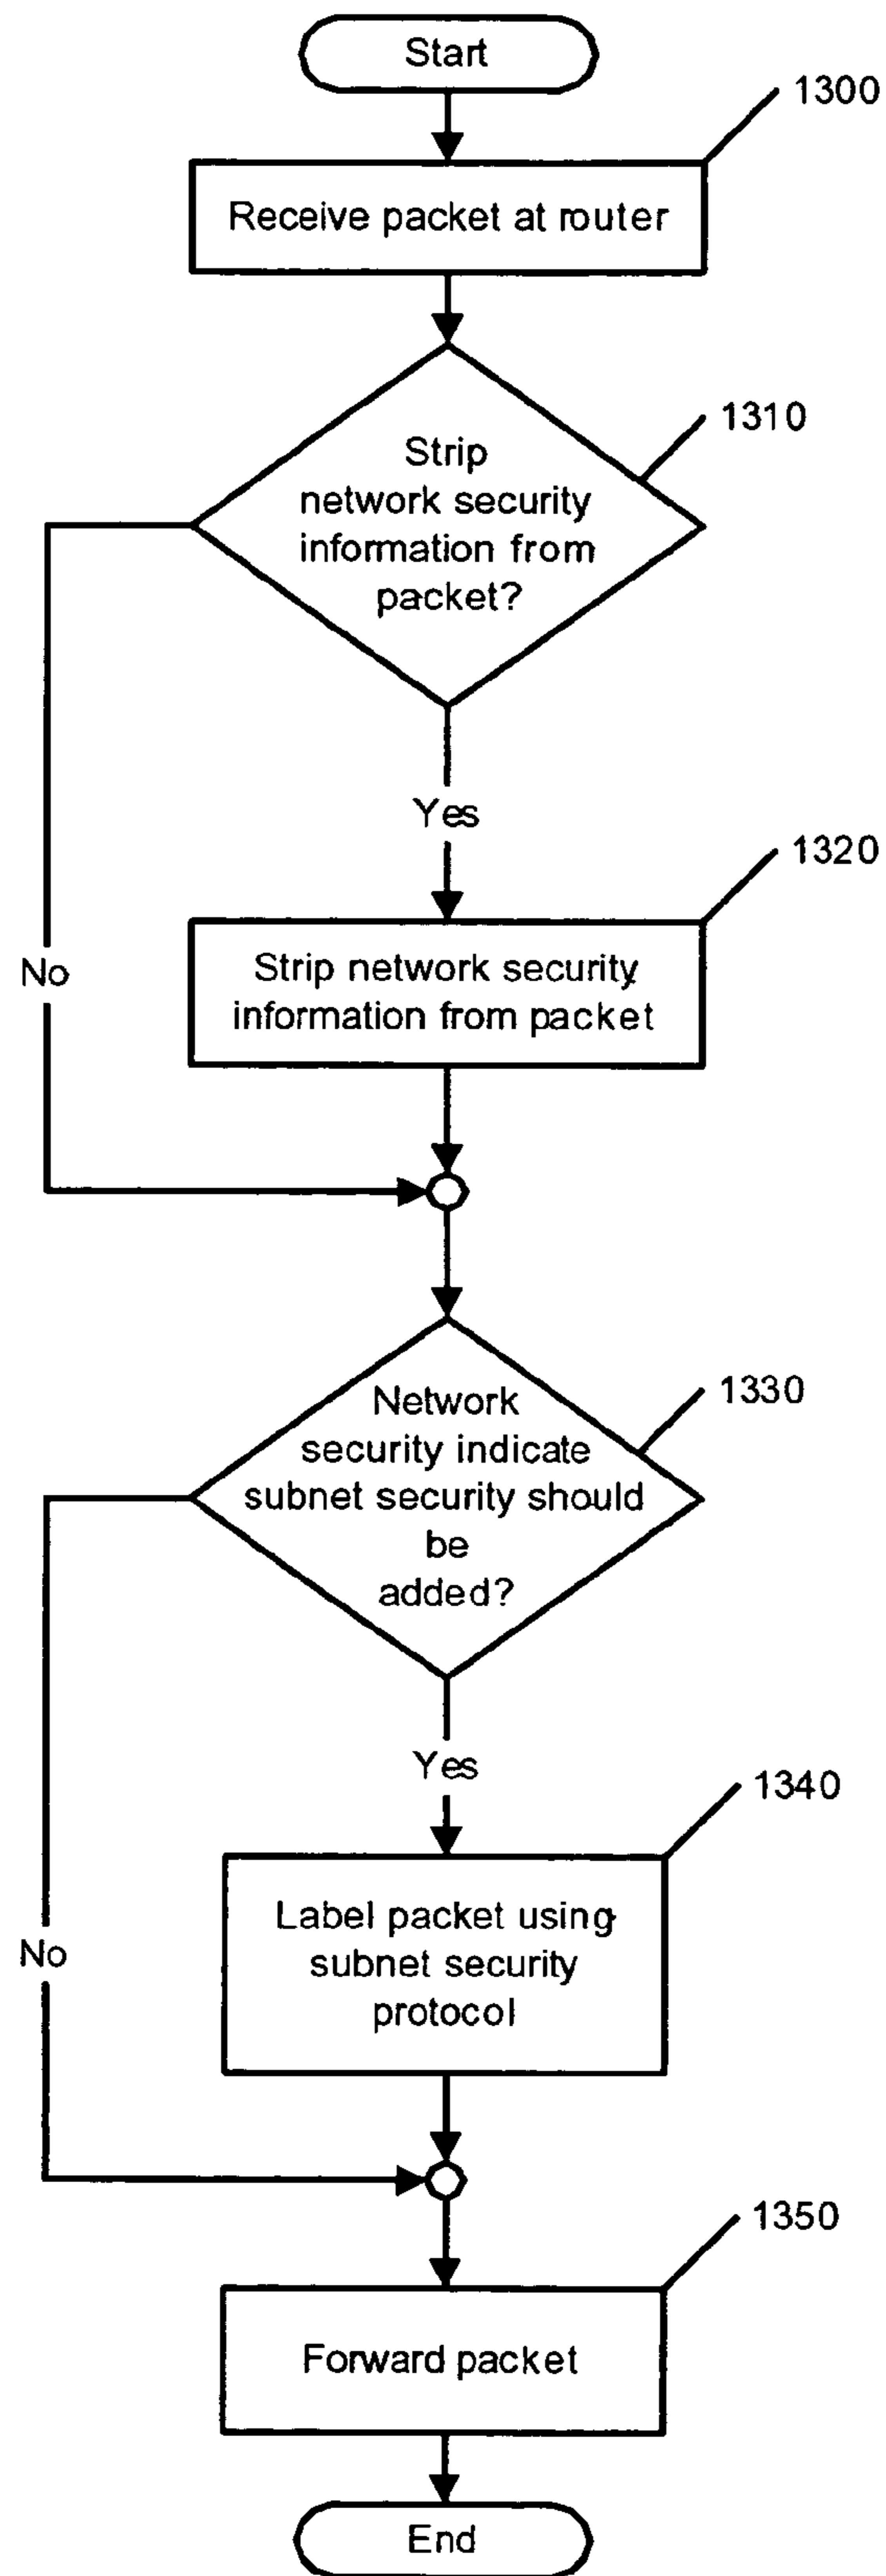 Start
1300
Receive packet at router
1310
Strip
network security
information from
packet?
Yes
1320
No
Strip network security
information from packet
1330
Network
security indicate
subnet security should
be
added?
Yes
1340
No
Label packet using
subnet security
protocol
1350
Forward packet
End